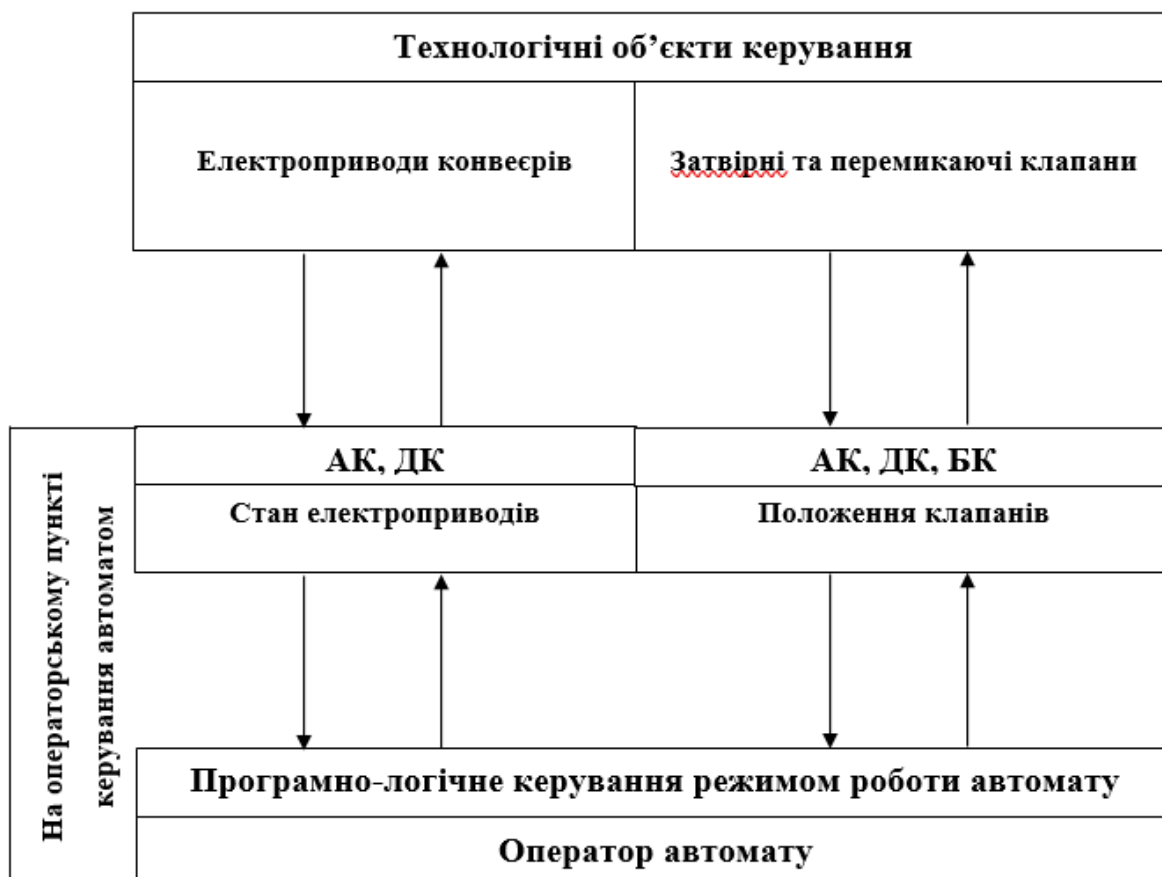 Технологічні об’єкти керування
Електроприводи конвеєрів
Затвірні та перемикаючі клапани
АК, ДК
АК, ДК, БК
Стан електроприводів
Положення клапанів
На операторському пункті
керування автоматом
Програмно-логічне керування режимом роботи автомату
Оператор автомату